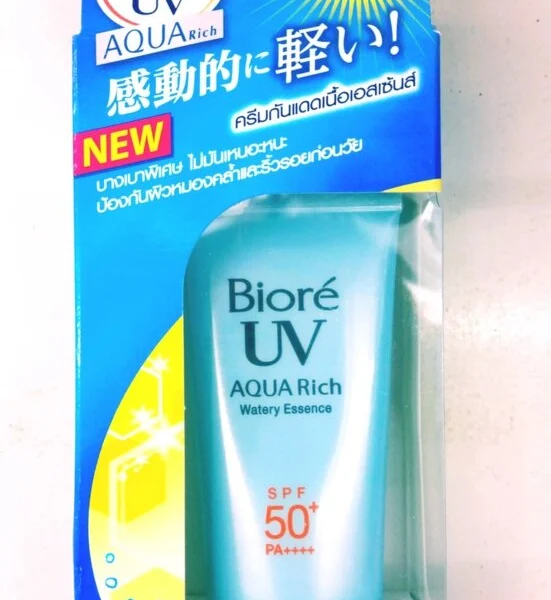 UV
AQUA Rich
感動的に軽い!
ครีมกันแดดเนื้อเอสเซ้นส์
NEW
บางเบาพิเศษ ไม่มันเหนอะหนะ
ป้องกันผิวหมองคล้ำและริ้วรอยก่อนวัย
Bioré
UV
AQUA Rich
Watery Essence
SPF
50+
PA++++